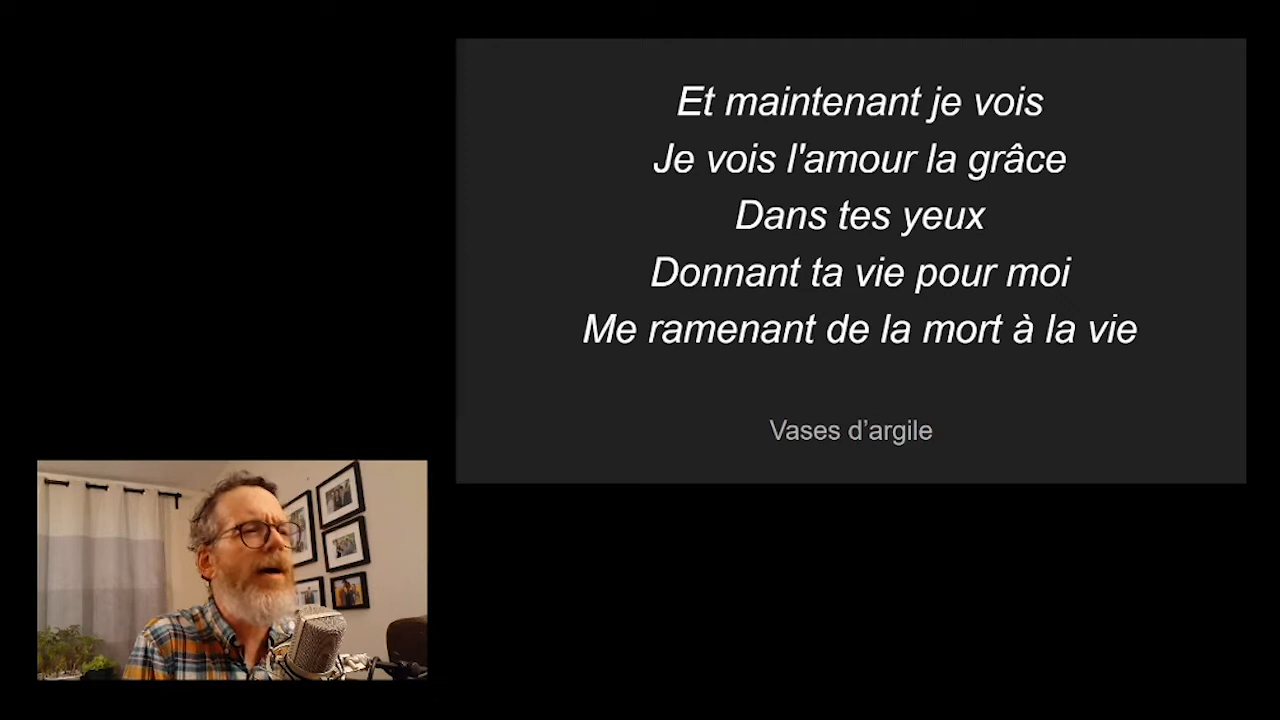 Et maintenant je vois
Je vois l'amour la grâce
Dans tes yeux
Donnant ta vie pour moi
Me ramenant de la mort à la vie
Vases d’argile